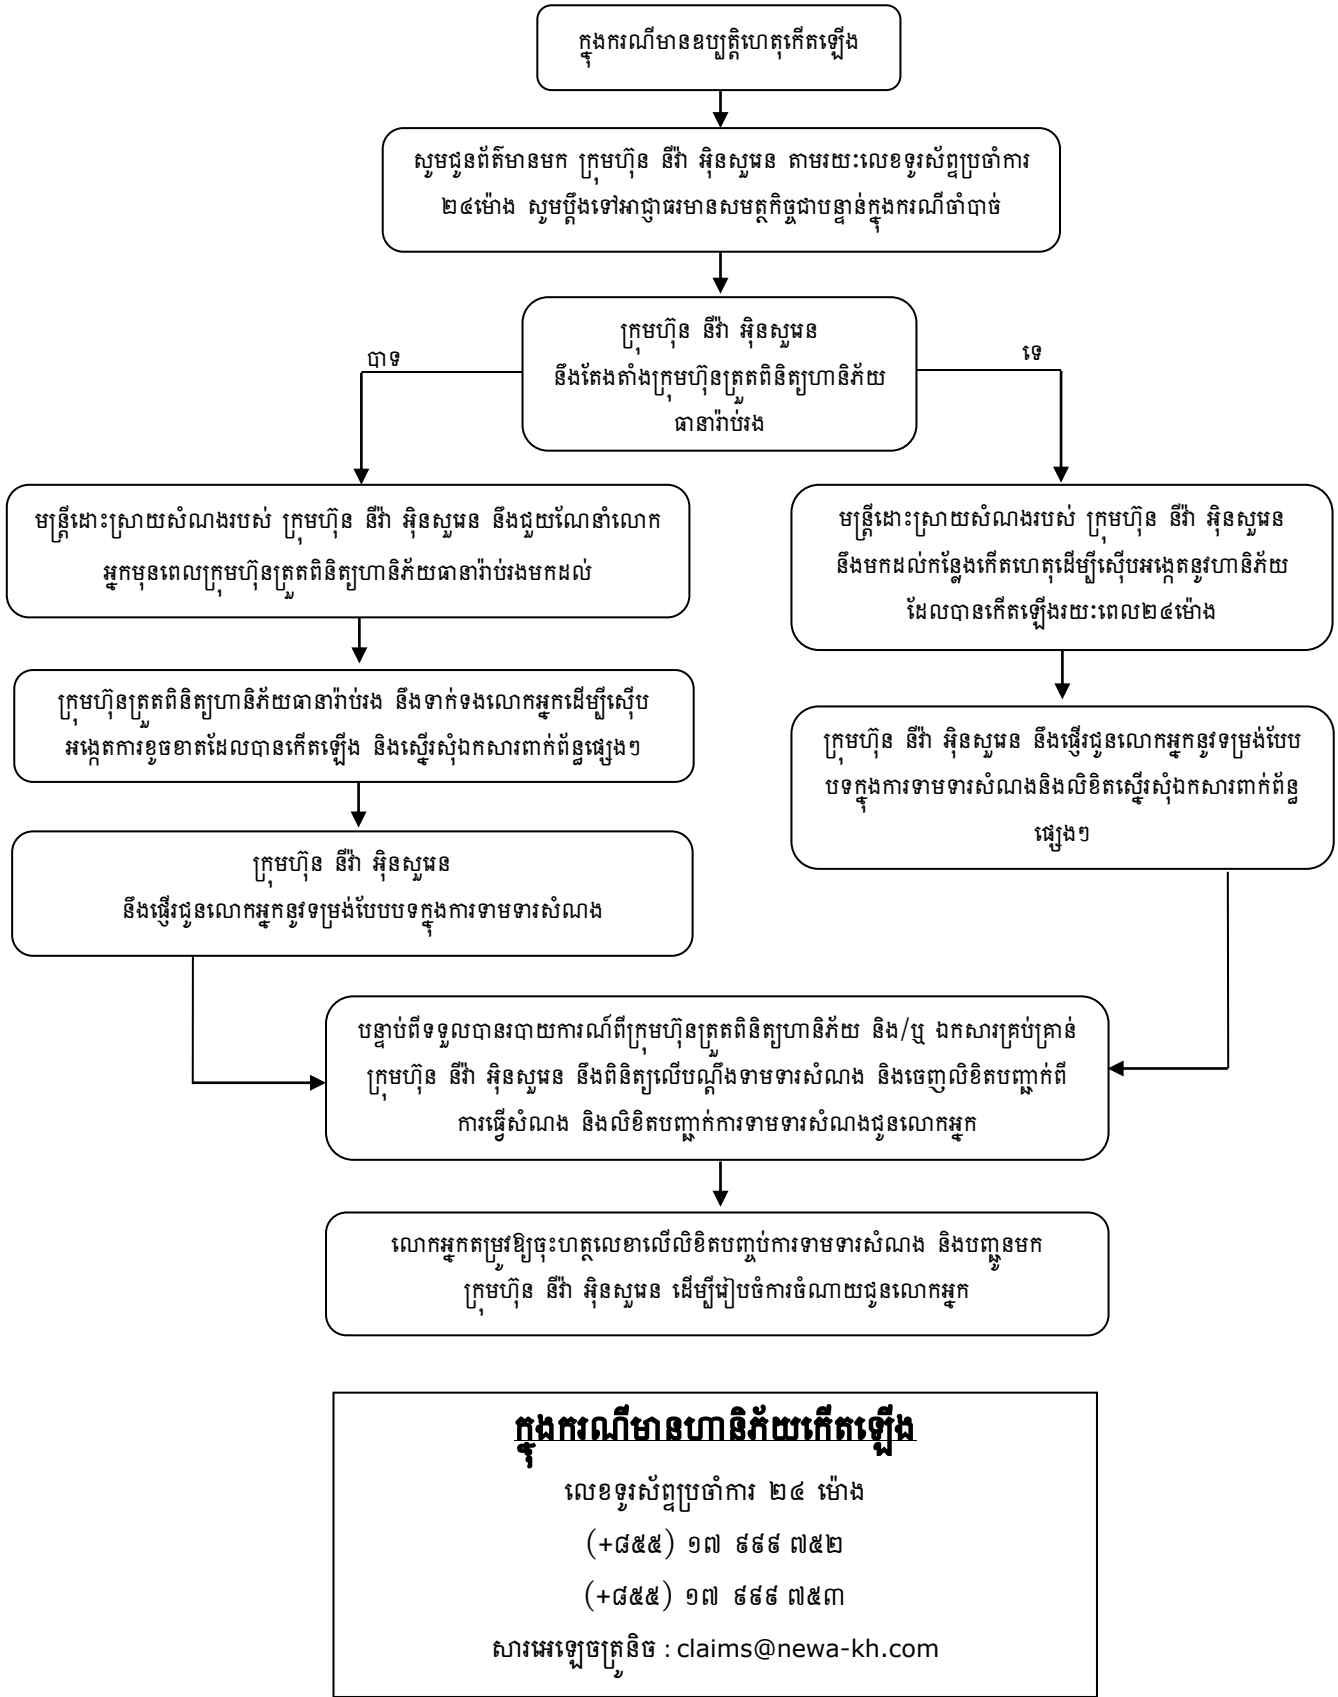 ក្នុងករណីមានឧប្បត្តិហេតុកើតឡើង
សូមជូនព័ត៌មានមក ក្រុមហ៊ុន នីវ៉ា អ៊ិនសួរេន តាមរយៈលេខទូរស័ព្ទប្រចាំការ
២៤ម៉ោង សូមប្តឹងទៅអាជ្ញាធរមានសមត្ថកិច្ចជាបន្ទាន់ក្នុងករណីចាំបាច់
ក្រុមហ៊ុន នីវ៉ា អ៊ិនសួរេន
នឹងតែងតាំងក្រុមហ៊ុនត្រួតពិនិត្យហានិភ័យ
ធានារ៉ាប់រង
បាទ
ទេ
មន្ត្រីដោះស្រាយសំណងរបស់ ក្រុមហ៊ុន នីវ៉ា អ៊ិនសួរេន នឹងជួយណែនាំលោក
អ្នកមុនពេលក្រុមហ៊ុនត្រួតពិនិត្យហានិភ័យធានារ៉ាប់រងមកដល់
ក្រុមហ៊ុនត្រួតពិនិត្យហានិភ័យធានារ៉ាប់រង នឹងទាក់ទងលោកអ្នកដើម្បីស៊ើប
អង្កេតការខូចខាតដែលបានកើតឡើង និងស្នើរសុំឯកសារពាក់ព័ន្ធផ្សេងៗ
ក្រុមហ៊ុន នីវ៉ា អ៊ិនសួរេន
នឹងផ្ញើរជូនលោកអ្នកនូវទម្រង់បែបបទក្នុងការទាមទារសំណង
មន្ត្រីដោះស្រាយសំណងរបស់ ក្រុមហ៊ុន នីវ៉ា អ៊ិនសួរេន
នឹងមកដល់កន្លែងកើតហេតុដើម្បីស៊ើបអង្កេតនូវហានិភ័យ
ដែលបានកើតឡើងរយៈពេល២៤ម៉ោង
ក្រុមហ៊ុន នីវ៉ា អ៊ិនសួរេន នឹងផ្ញើរជូនលោកអ្នកនូវទម្រង់បែប
បទក្នុងការទាមទារសំណងនិងលិខិតស្នើរសុំឯកសារពាក់ព័ន្ធ
ផ្សេងៗ
បន្ទាប់ពីទទួលបានរបាយការណ៍ពីក្រុមហ៊ុនត្រួតពិនិត្យហានិភ័យ និង/ឬ ឯកសារគ្រប់គ្រាន់
ក្រុមហ៊ុន នីវ៉ា អ៊ិនសួរេន នឹងពិនិត្យលើបណ្តឹងទាមទារសំណង និងចេញលិខិតបញ្ជាក់ពី
ការធ្វើសំណង និងលិខិតបញ្ជាក់ការទាមទារសំណងជូនលោកអ្នក
លោកអ្នកតម្រូវឱ្យចុះហត្ថលេខាលើលិខិតបញ្ចប់ការទាមទារសំណង និងបញ្ជូនមក
ក្រុមហ៊ុន នីវ៉ា អ៊ិនសួរេន ដើម្បីរៀបចំការចំណាយជូនលោកអ្នក
ក្នុងករណីមានហានិភ័យកើតឡើង
លេខទូរស័ព្ទប្រចាំការ ២៤ ម៉ោង
(+៨៥៥) ១៧ ៩៩៩ ៧៥២
(+៨៥៥) ១៧ ៩៩៩ ៧៥៣
សារអេឡេចត្រូនិច : claims@newa-kh.com